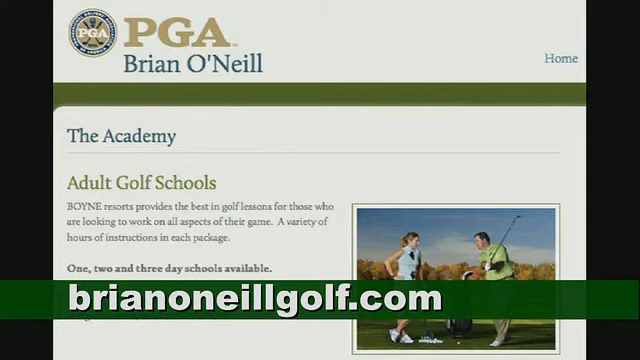 PGA
PGA
Brian O'Neill
Home
The Academy
Adult Golf Schools
BOYNE resorts provides the best in golf lessons for those who
are looking to work on all aspects of their game. A variety of
hours of instructions in each package.
One, two and three day schools available.
brianoneillgolf.com